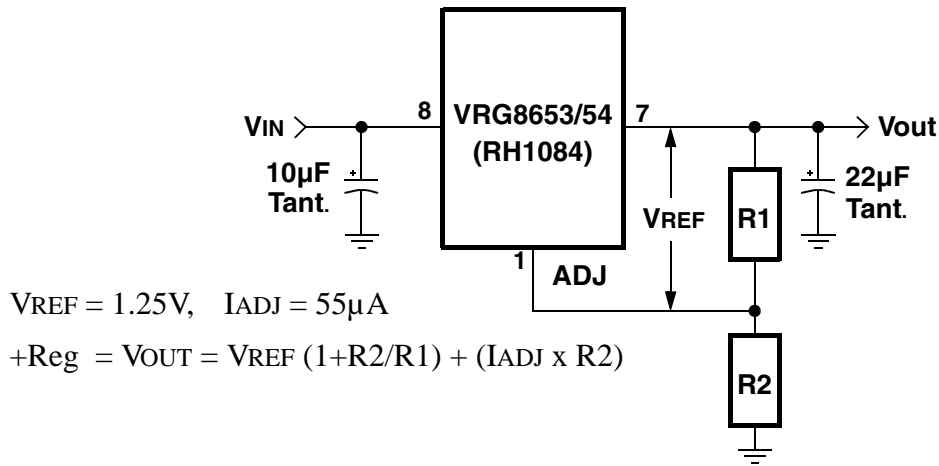 VRG8653/54
(RH1084)
8
7
VIN
Vout
10µF
Tant.
22µF
Tant.
VREF
R1
1
ADJ
R2
VREF = 1.25V, IADJ = 55µA
+Reg = VOUT = VREF (1+R2/R1) + (IADJ x R2)
+
+